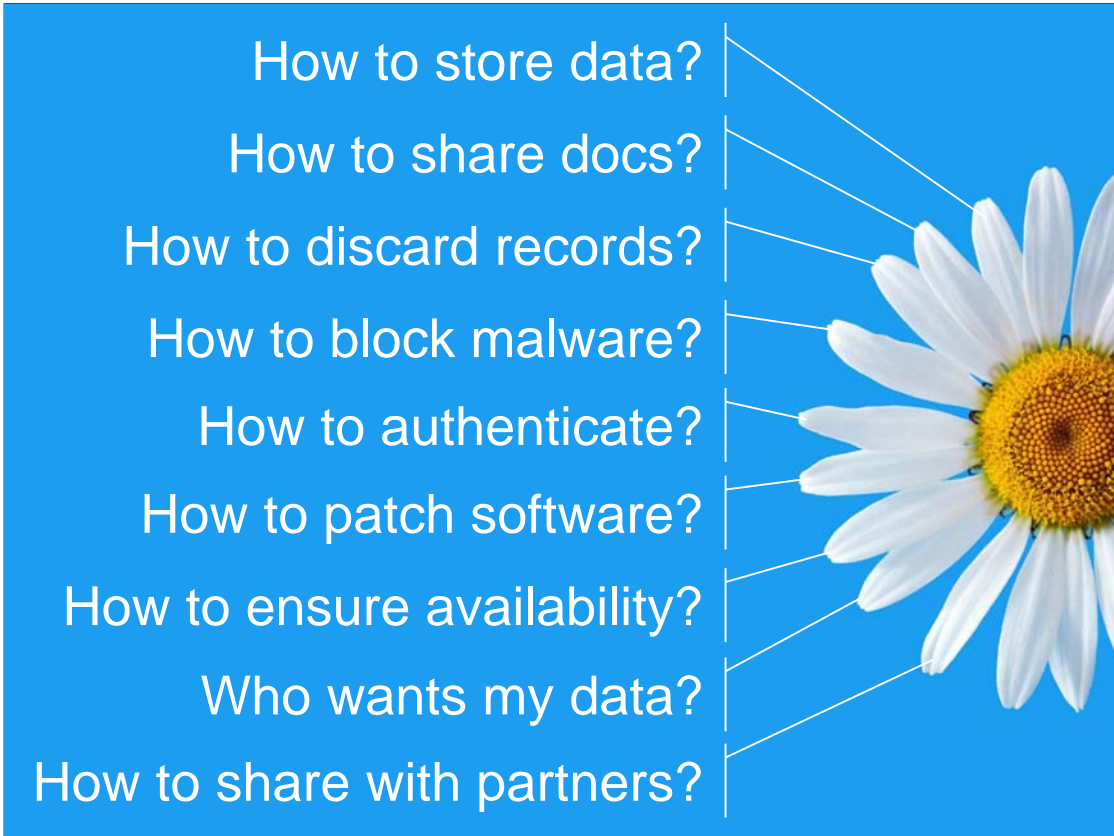 How to store data?
How to share docs?
How to discard records?
How to block malware?
How to authenticate?
How to patch software?
How to ensure availability?
Who wants my data?
How to share with partners?